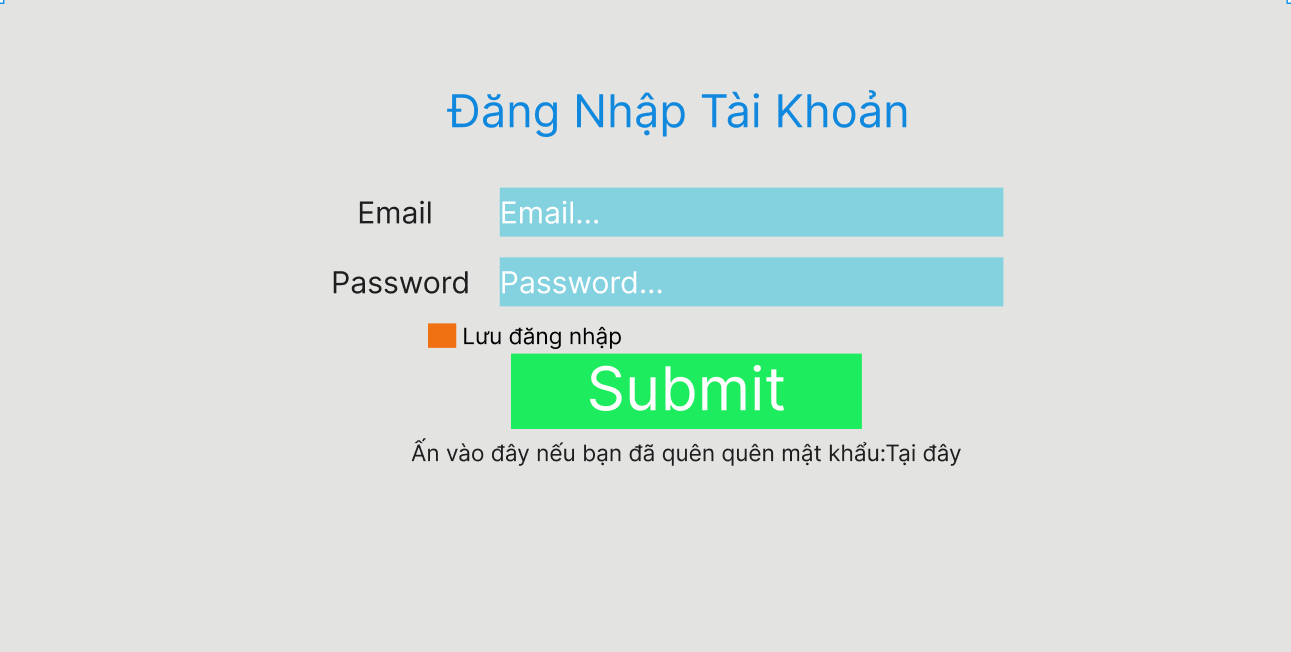 Đăng Nhập Tài Khoản
Email Email...
Password Password...
Lưu đăng nhập
Submit
Ấn vào đây nếu bạn đã quên quên mật khẩu:Tại đây